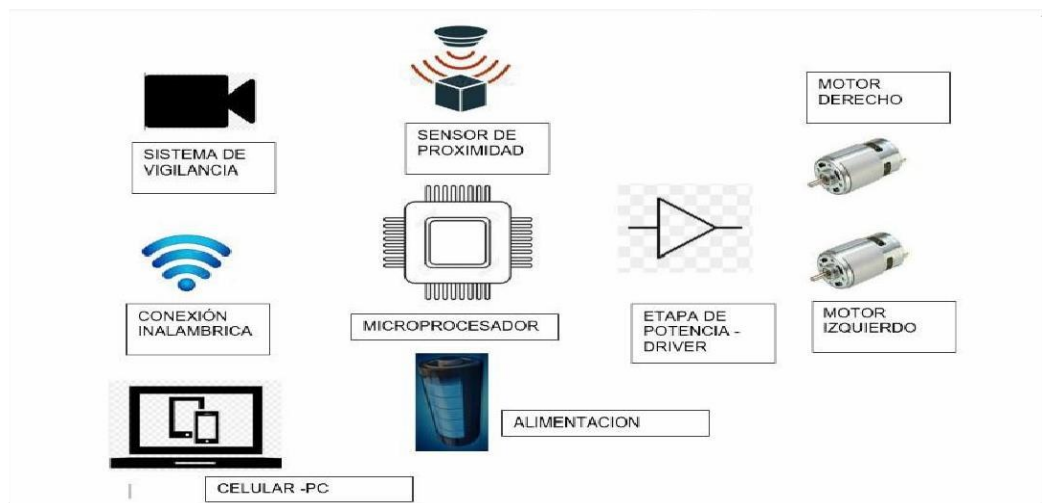 SENSOR DE
PROXIMIDAD
MOTOR
DERECHO
SISTEMA DE
VIGILANCIA
CONEXIÓN
INALAMBRICA
MICROPROCESADOR
ETAPA DE
POTENCIA -
DRIVER
MOTOR
IZQUIERDO
ALIMENTACION
CELULAR -PC